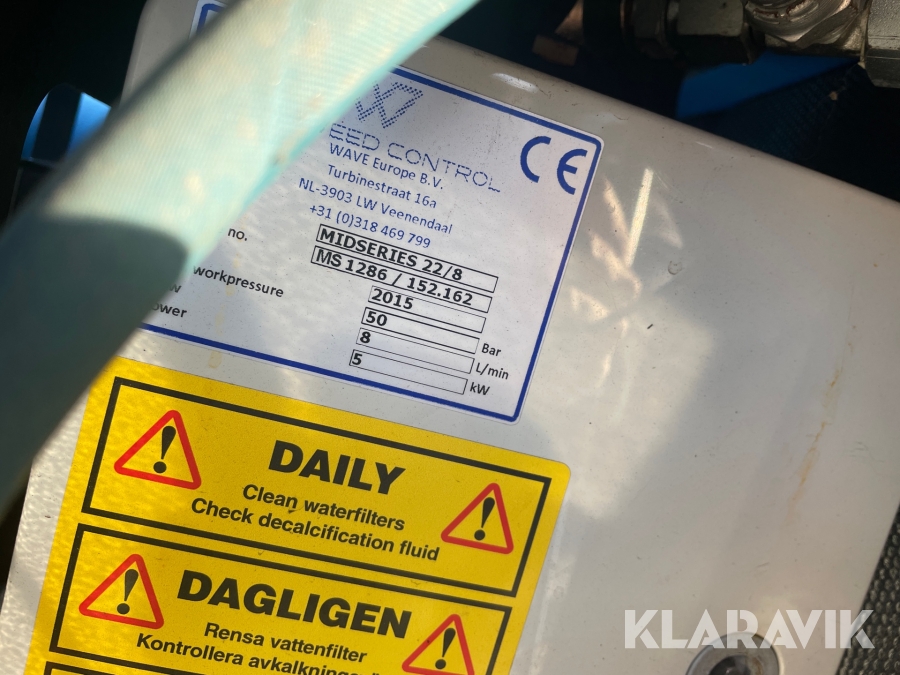 EED CONTROL
WAVE Europe B.V.
Turbinestraat 16a
NL-3903 LW Veenendaal
+31 (0)318 469 799
MIDSERIES 22/8
no. MS 1286 / 152.162
2015
workpressure 50 Bar
8 L/min
5 kW
DAILY
Clean waterfilters
Check decalcification fluid
DAGLIGEN
Rensa vattenfilter
Kontrollera
KLARAVIK